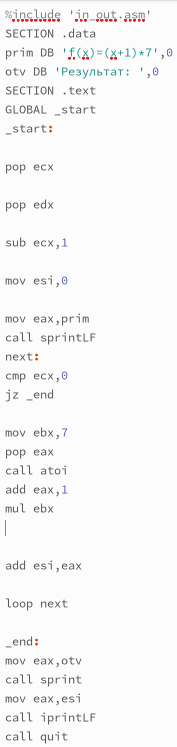 %include 'in_out.asm'
SECTION .data
prim DB 'f(x)=(x+1)*7',0
otv DB 'Результат: ',0
SECTION .text
GLOBAL _start
_start:
pop ecx
pop edx
sub ecx,1
mov esi,0
mov eax,prim
call sprintLF
next:
cmp ecx,0
jz _end
mov ebx,7
pop eax
call atoi
add eax,1
mul ebx
add esi,eax
loop next
_end:
mov eax,otv
call sprint
mov eax,esi
call iprintLF
call quit